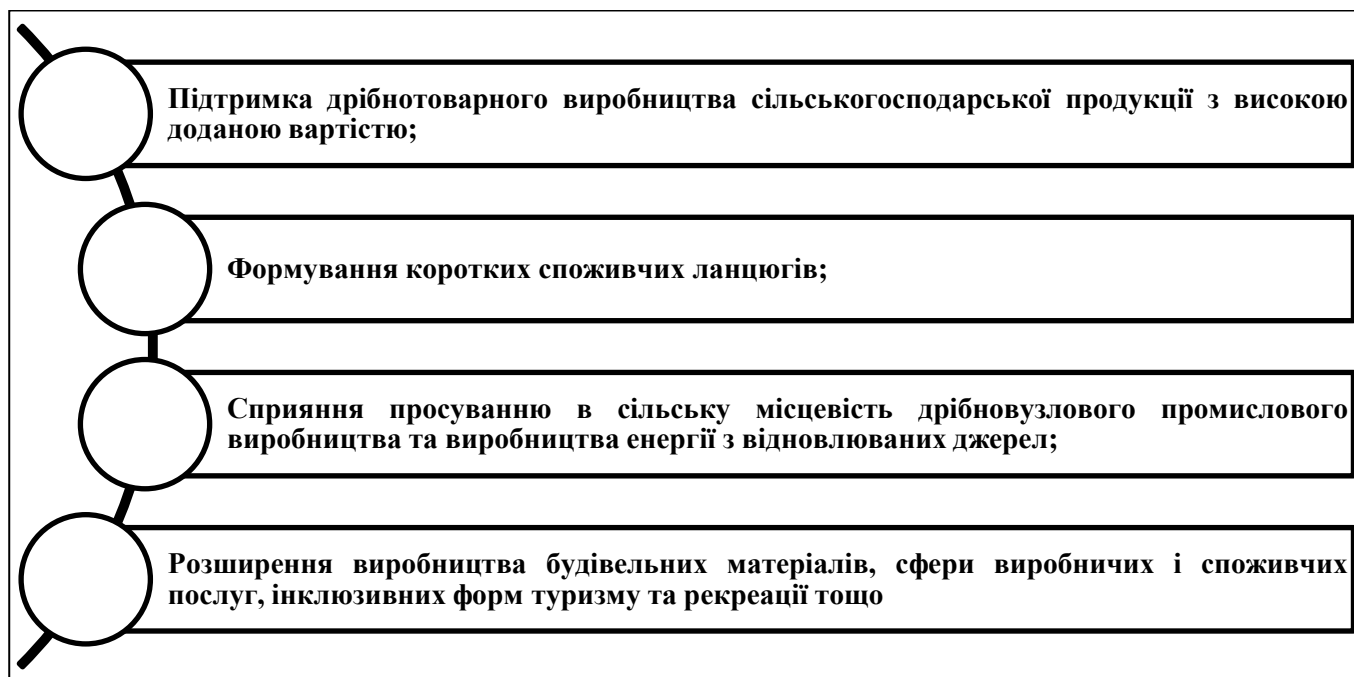 Підтримка дрібнотоварного виробництва сільськогосподарської продукції з високою
доданою вартістю;
Формування коротких споживчих ланцюгів;
Сприяння просуванню в сільську місцевість дрібновузлового промислового
виробництва та виробництва енергії з відновлюваних джерел;
Розширення виробництва будівельних матеріалів, сфери виробничих і споживчих
послуг, інклюзивних форм туризму та рекреації тощо